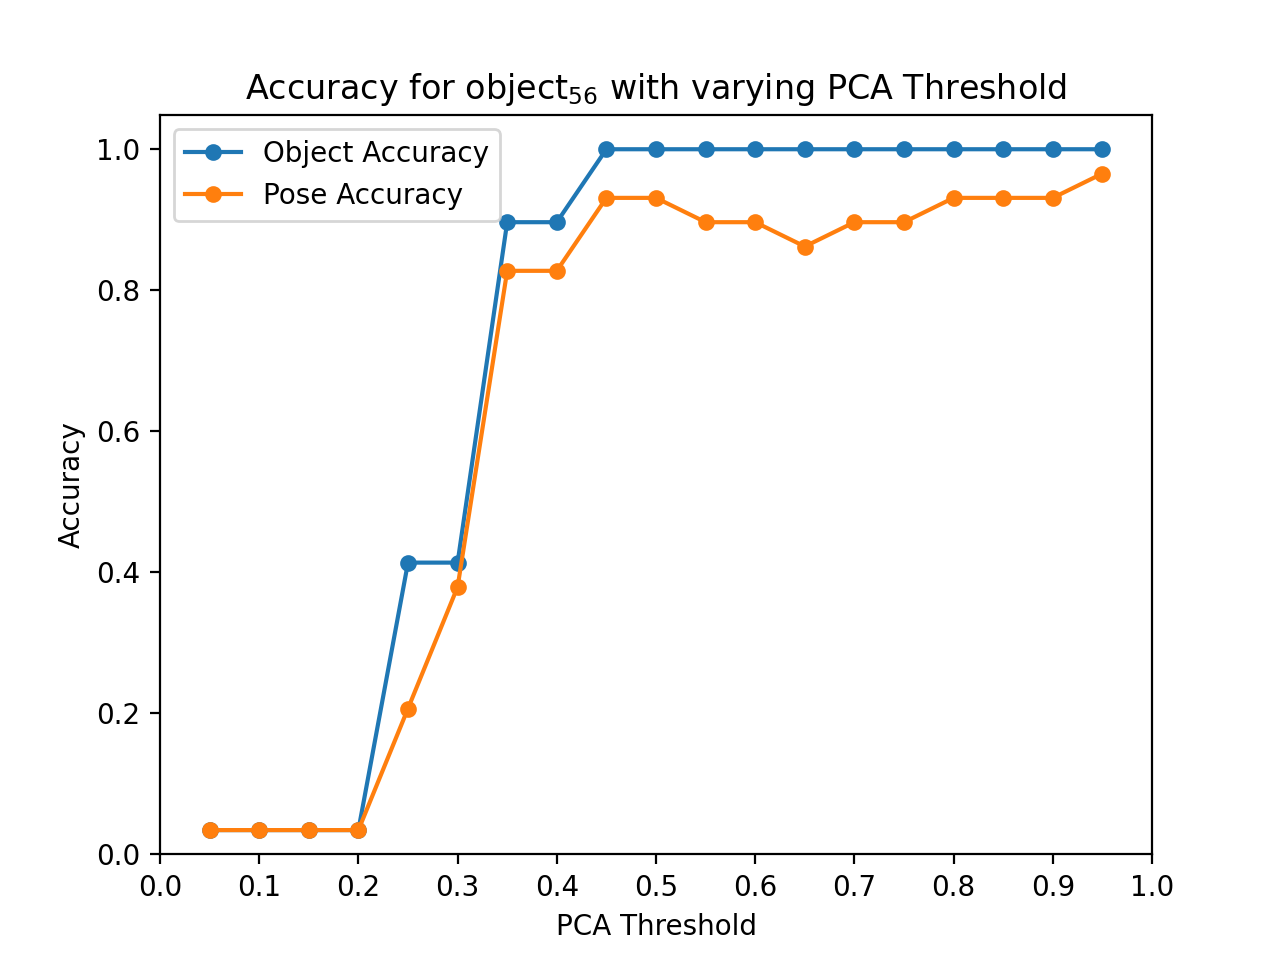 Accuracy for object₅₆ with varying PCA Threshold
Object Accuracy
Pose Accuracy
1.0
0.8
0.6
0.4
0.2
0.0
Accuracy
0.0 0.1 0.2 0.3 0.4 0.5 0.6 0.7 0.8 0.9 1.0
PCA Threshold